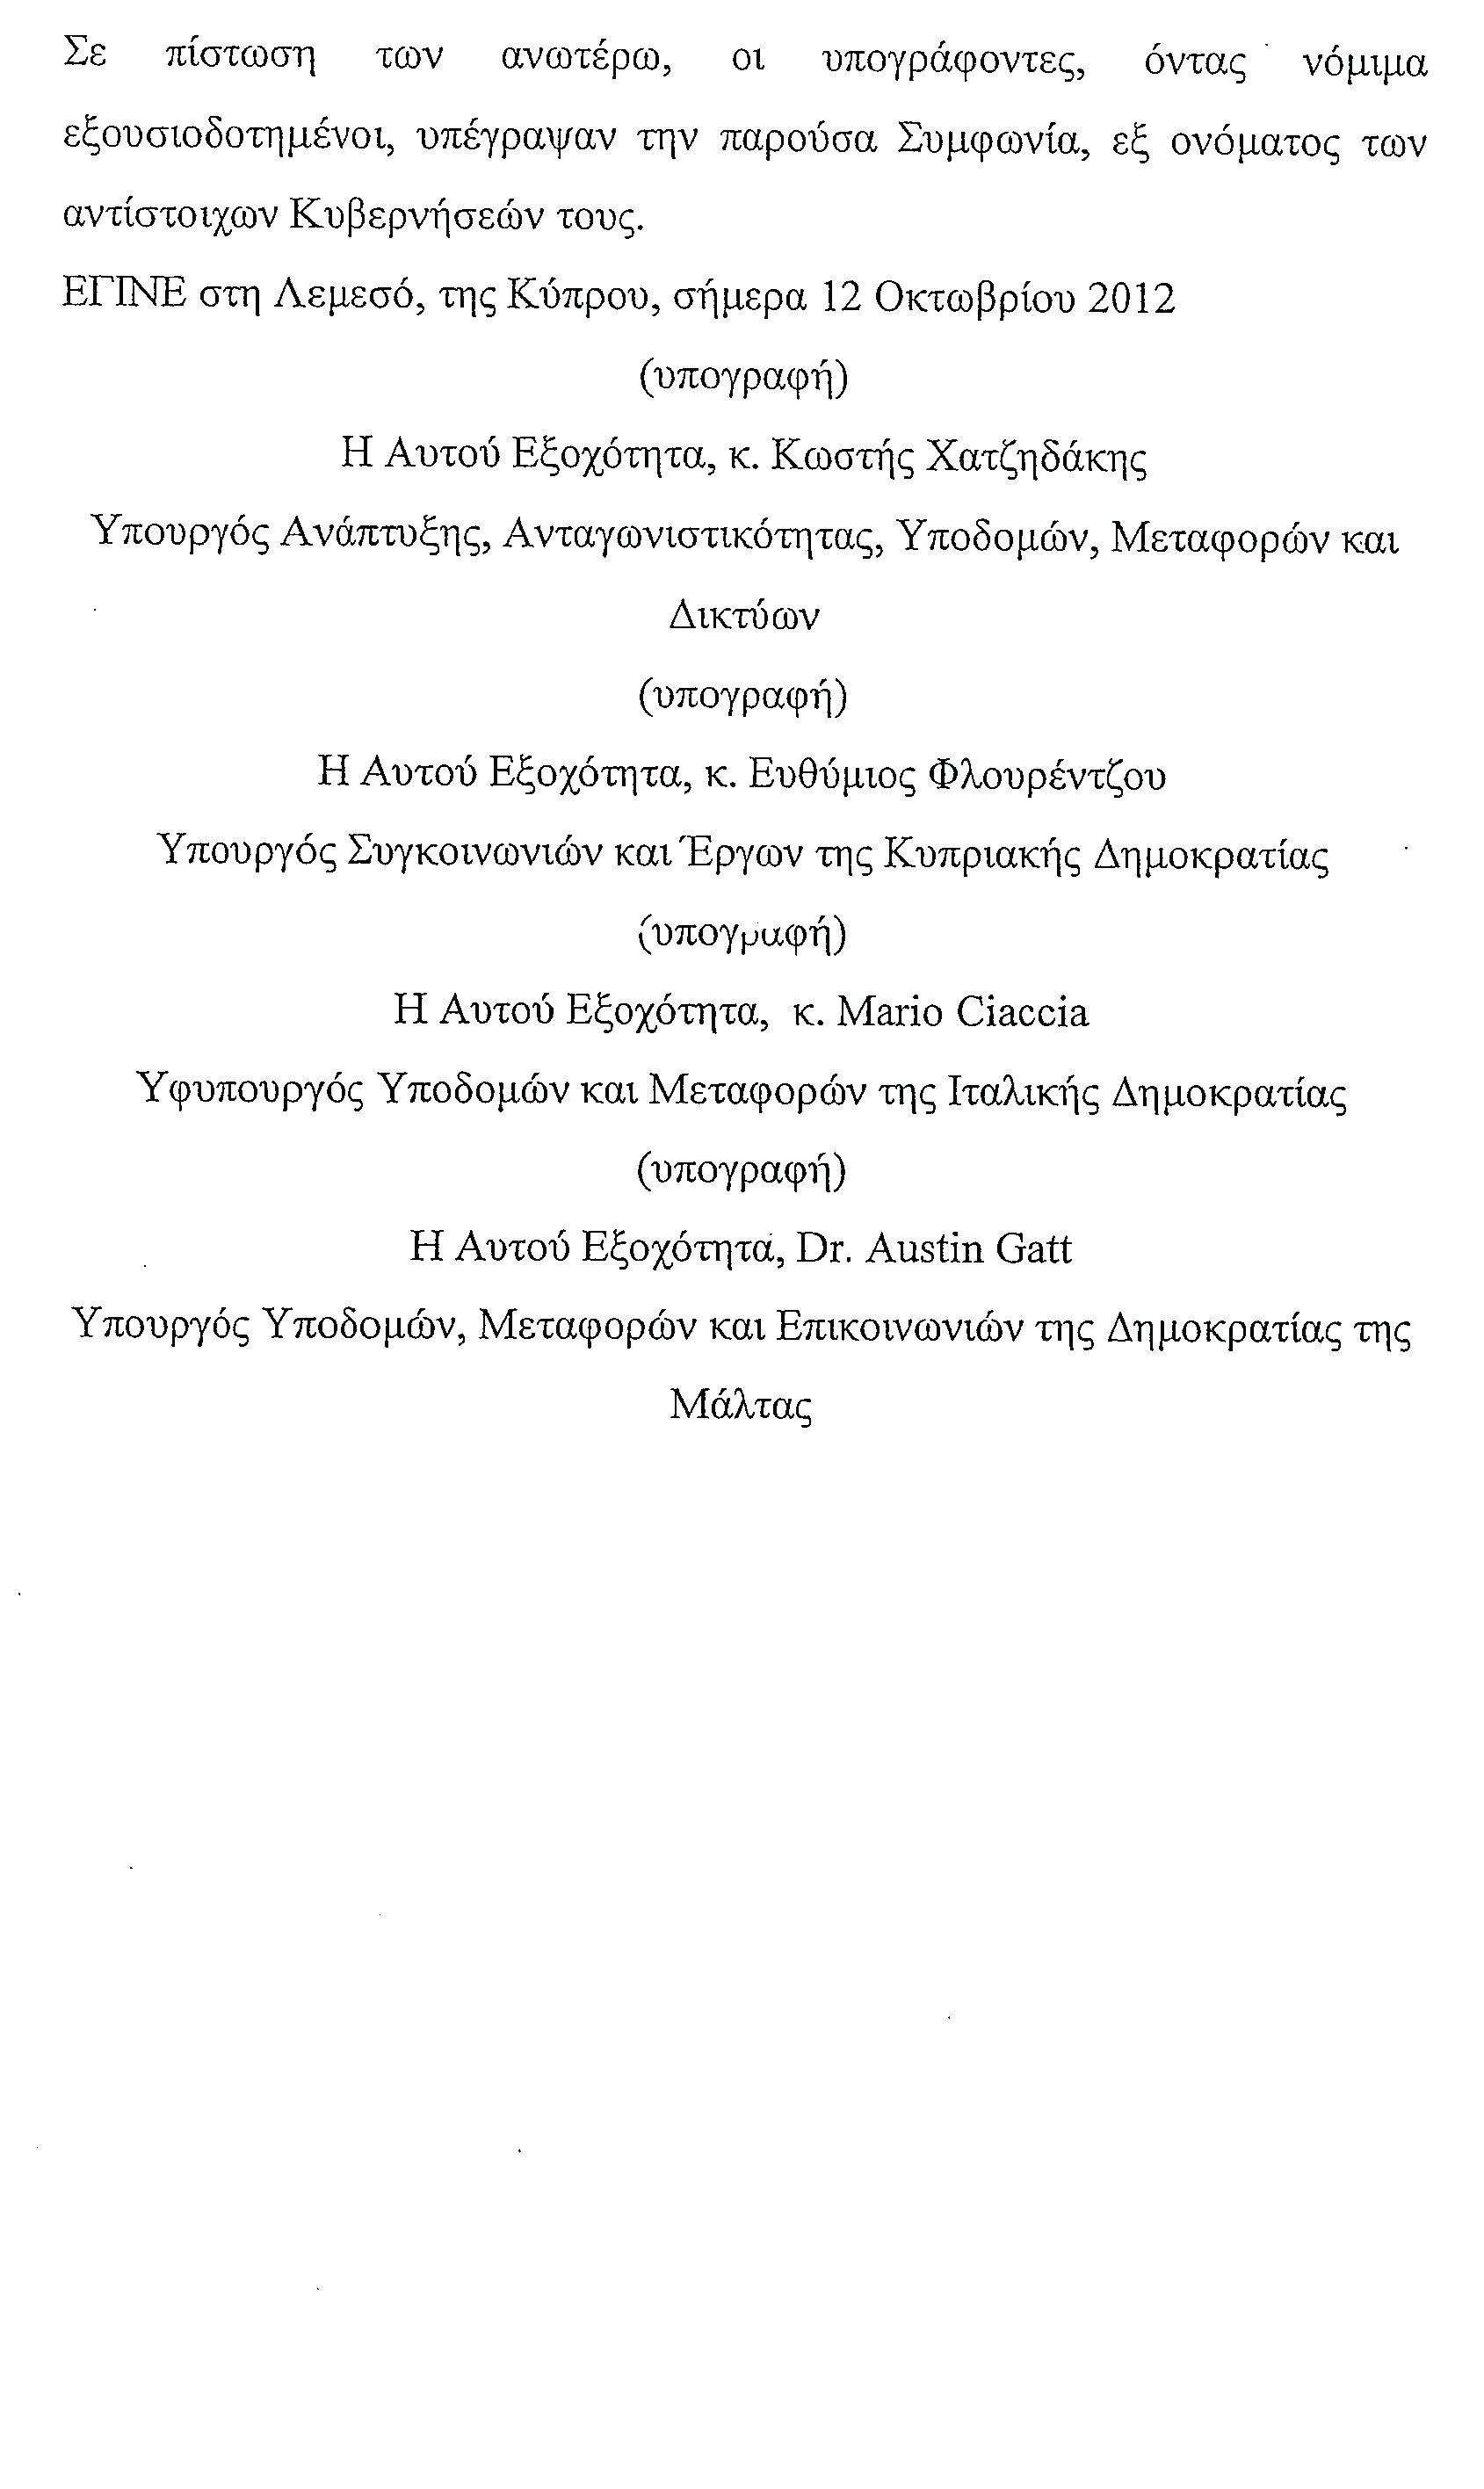 Σε πίστωση των ανωτέρω, οι υπογράφοντες, όντας νόμιμα
εξουσιοδοτημένοι, υπέγραψαν την παρούσα Συμφωνία, εξ ονόματος των
αντίστοιχων Κυβερνήσεών τους.
ΕΓΙΝΕ στη Λεμεσό, της Κύπρου, σήμερα 12 Οκτωβρίου 2012
(υπογραφή)
Η Αυτού Εξοχότητα, κ. Κωστής Χατζηδάκης
Υπουργός Ανάπτυξης, Ανταγωνιστικότητας, Υποδομών, Μεταφορών και
Δικτύων
(υπογραφή)
Η Αυτού Εξοχότητα, κ. Ευθύμιος Φλουρέντζου
Υπουργός Συγκοινωνιών και Έργων της Κυπριακής Δημοκρατίας
(υπογραφή)
Η Αυτού Εξοχότητα, κ. Mario Ciaccia
Υφυπουργός Υποδομών και Μεταφορών της Ιταλικής Δημοκρατίας
(υπογραφή)
Η Αυτού Εξοχότητα, Dr. Austin Gatt
Υπουργός Υποδομών, Μεταφορών και Επικοινωνιών της Δημοκρατίας της
Μάλτας